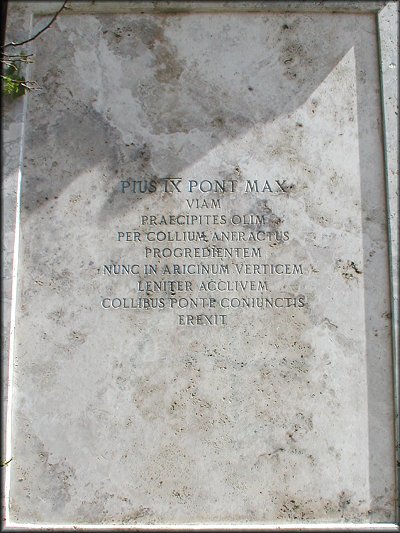 PIUS IX PONT MAX
VIAM
PRAECIPITES OLIM
PER COLLIUM ANFRACTUS
PROGREDIENTEM
NUNC IN ARICINUM VERTICEM
LENITER ACCLIVEM
COLLIBUS PONTE CONIUNCTIS
EREXIT